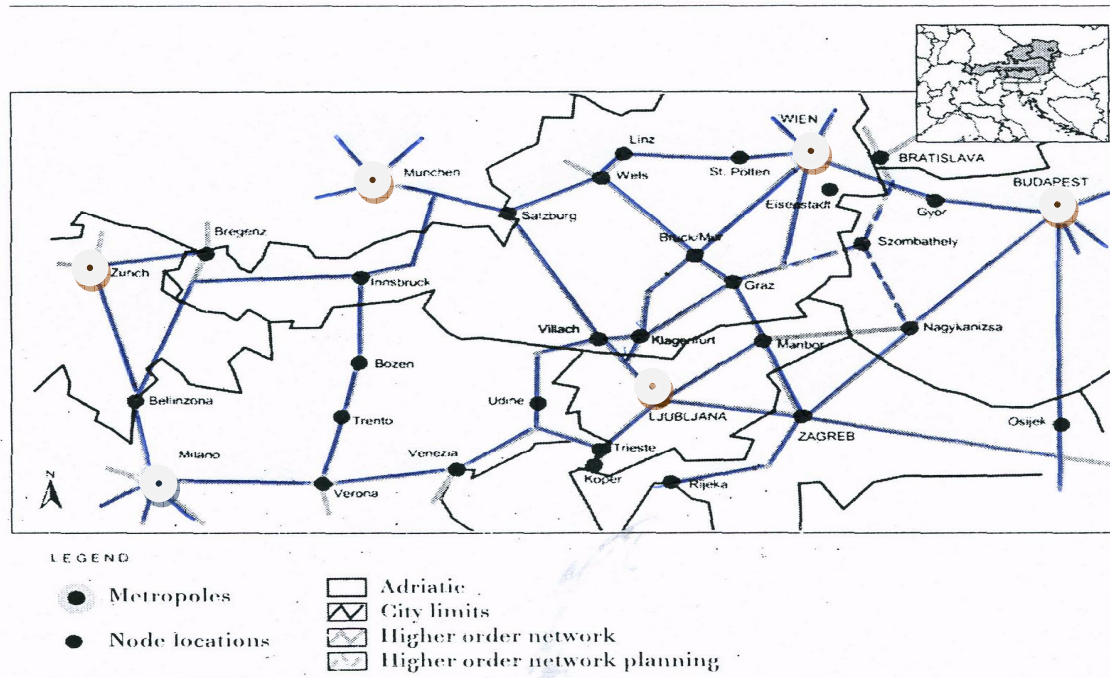 WIEN
Linz
BRATISLAVA
Munchen
Wels
St. Polten
BUDAPEST
Eisenstadt
Gyor
Salzburg
Bregenz
Bruck/Mur
Szombathely
Zurich
Innsbruck
Graz
Villach
Klagenfurt
Maribor
Nagykanizsa
Bozen
Bellinzona
Udine
LJUBLJANA
Trento
ZAGREB
Osijek
Milano
Venezia
Trieste
Koper
Verona
Rijeka
N
LEGEND
Metropoles
Node locations
Adriatic
City limits
Higher order network
Higher order network planning